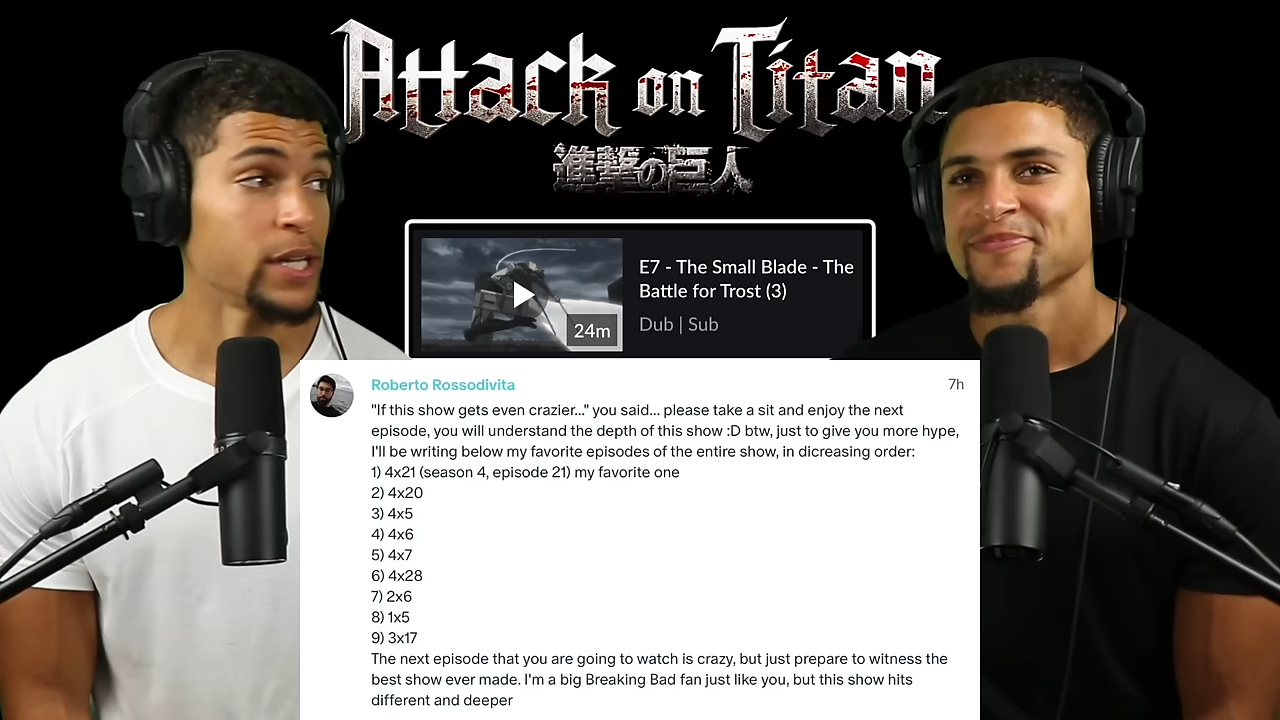 Attack on Titan
進撃の巨人
E7 - The Small Blade - The
Battle for Trost (3)
24m
Dub | Sub
Roberto Rossodivita
7h
"If this show gets even crazier..." you said... please take a sit and enjoy the next
episode, you will understand the depth of this show :D btw, just to give you more hype,
I'll be writing below my favorite episodes of the entire show, in dicreasing order:
1) 4x21 (season 4, episode 21) my favorite one
2) 4x20
3) 4x5
4) 4x6
5) 4x7
6) 4x28
7) 2x6
8) 1x5
9) 3x17
The next episode that you are going to watch is crazy, but just prepare to witness the
best show ever made. I'm a big Breaking Bad fan just like you, but this show hits
different and deeper